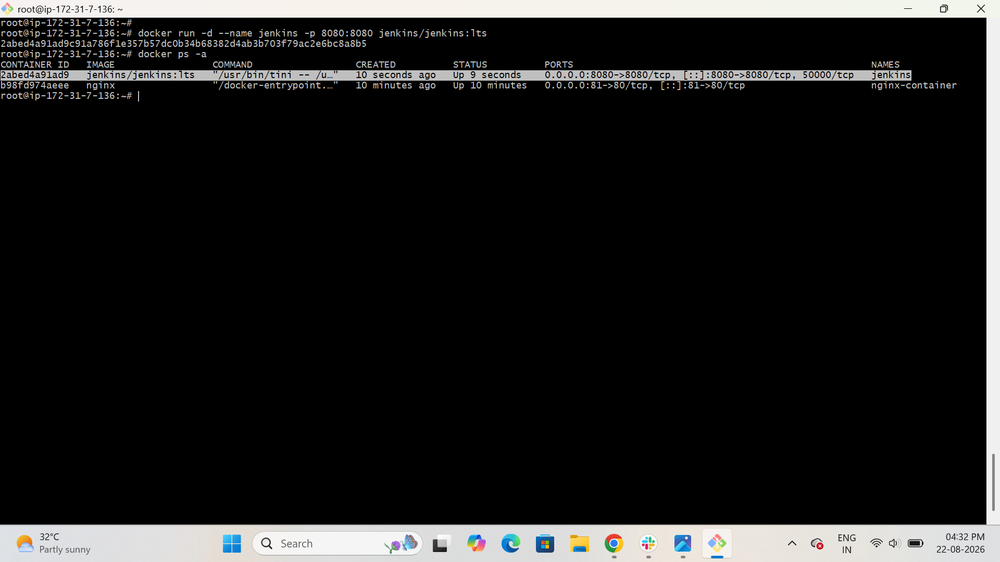 root@ip-172-31-7-136: ~
root@ip-172-31-7-136:~#
root@ip-172-31-7-136:~# docker run -d --name jenkins -p 8080:8080 jenkins/jenkins:lts
2abed4a91ad9c91a786f1e357b57dc0b34b68382d4ab3b703f79ac2e6bc8a8b5
root@ip-172-31-7-136:~# docker ps -a
CONTAINER ID   IMAGE                 COMMAND                  CREATED          STATUS          PORTS                                                    NAMES
2abed4a91ad9   jenkins/jenkins:lts   "/usr/bin/tini -- /u…"   10 seconds ago   Up 9 seconds    0.0.0.0:8080->8080/tcp, [::]:8080->8080/tcp, 50000/tcp   jenkins
b98fd974aeee   nginx                 "/docker-entrypoint.…"   10 minutes ago   Up 10 minutes   0.0.0.0:81->80/tcp, [::]:81->80/tcp                      nginx-container
root@ip-172-31-7-136:~#
32°C
Partly sunny
Search
ENG
IN
04:32 PM
22-08-2026